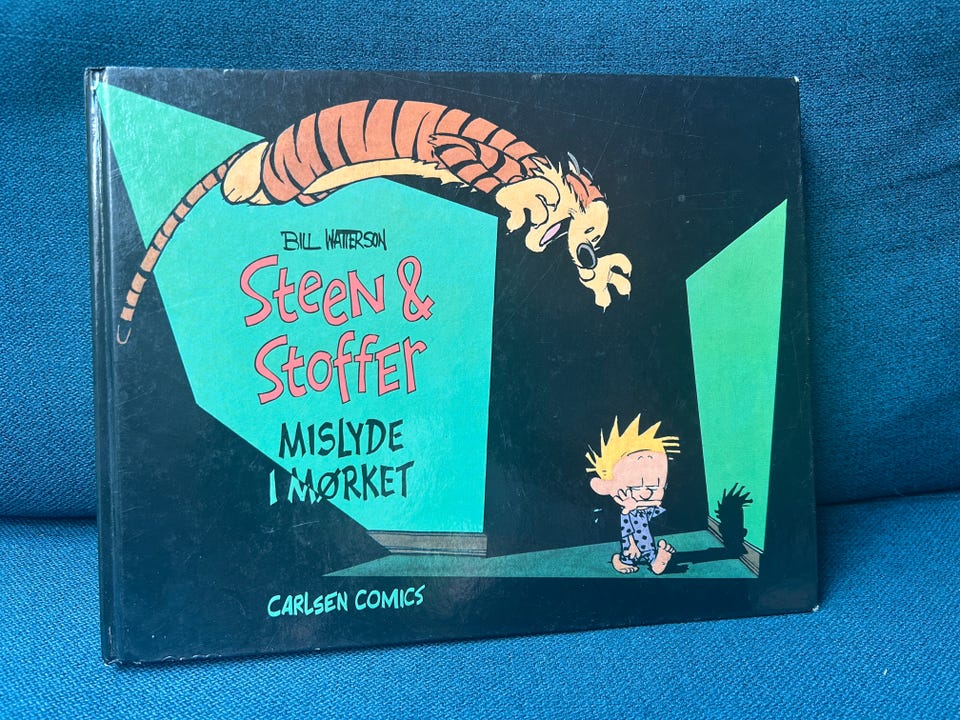 BILL WATTERSON
SteeN &
Stoffer
MISLYDE
I MØRKET
CARLSEN COMICS